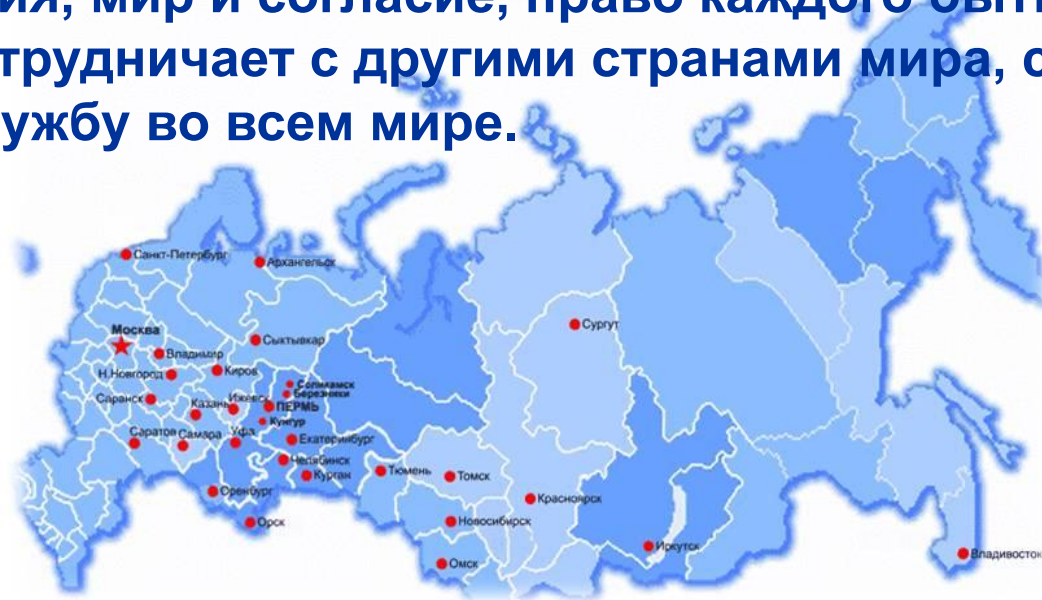 ия, мир и согласие, право каждого быть
трудничает с другими странами мира, с
ужбу во всем мире.
Санкт-Петербург
Архангельск
Сургут
Москва
Сыктывкар
Владимир
Н.Новгород
Киров
Соликамск
Березники
Саранск
Казань
Ижевск
ПЕРМЬ
Кунгур
Саратов
Самара
Уфа
Екатеринбург
Челябинск
Тюмень
Томск
Курган
Оренбург
Красноярск
Орск
Новосибирск
Иркутск
Владивосток
Омск